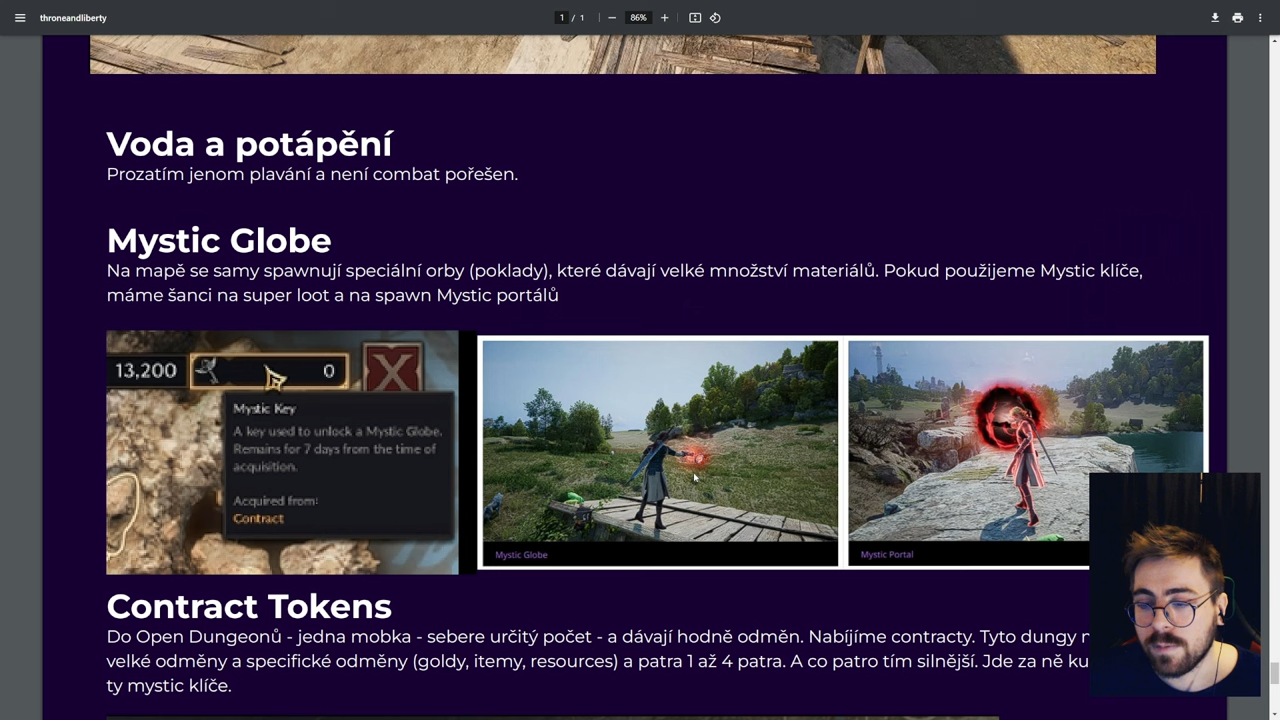 throneandliberty
1 / 1
86%
Voda a potápění
Prozatím jenom plavání a není combat pořešen.
Mystic Globe
Na mapě se samy spawnují speciální orby (poklady), které dávají velké množství materiálů. Pokud použijeme Mystic klíče,
máme šanci na super loot a na spawn Mystic portálů
13,200
0
X
Mystic Key
A key used to unlock a Mystic Globe.
Remains for 7 days from the time of
acquisition.
Acquired from:
Contract
Mystic Globe
Mystic Portal
Contract Tokens
Do Open Dungeonů - jedna mobka - sebere určitý počet - a dávají hodně odměn. Nabíjíme contracty. Tyto dungy
velké odměny a specifické odměny (goldy, itemy, resources) a patra 1 až 4 patra. A co patro tím silnější. Jde za ně
ty mystic klíče.